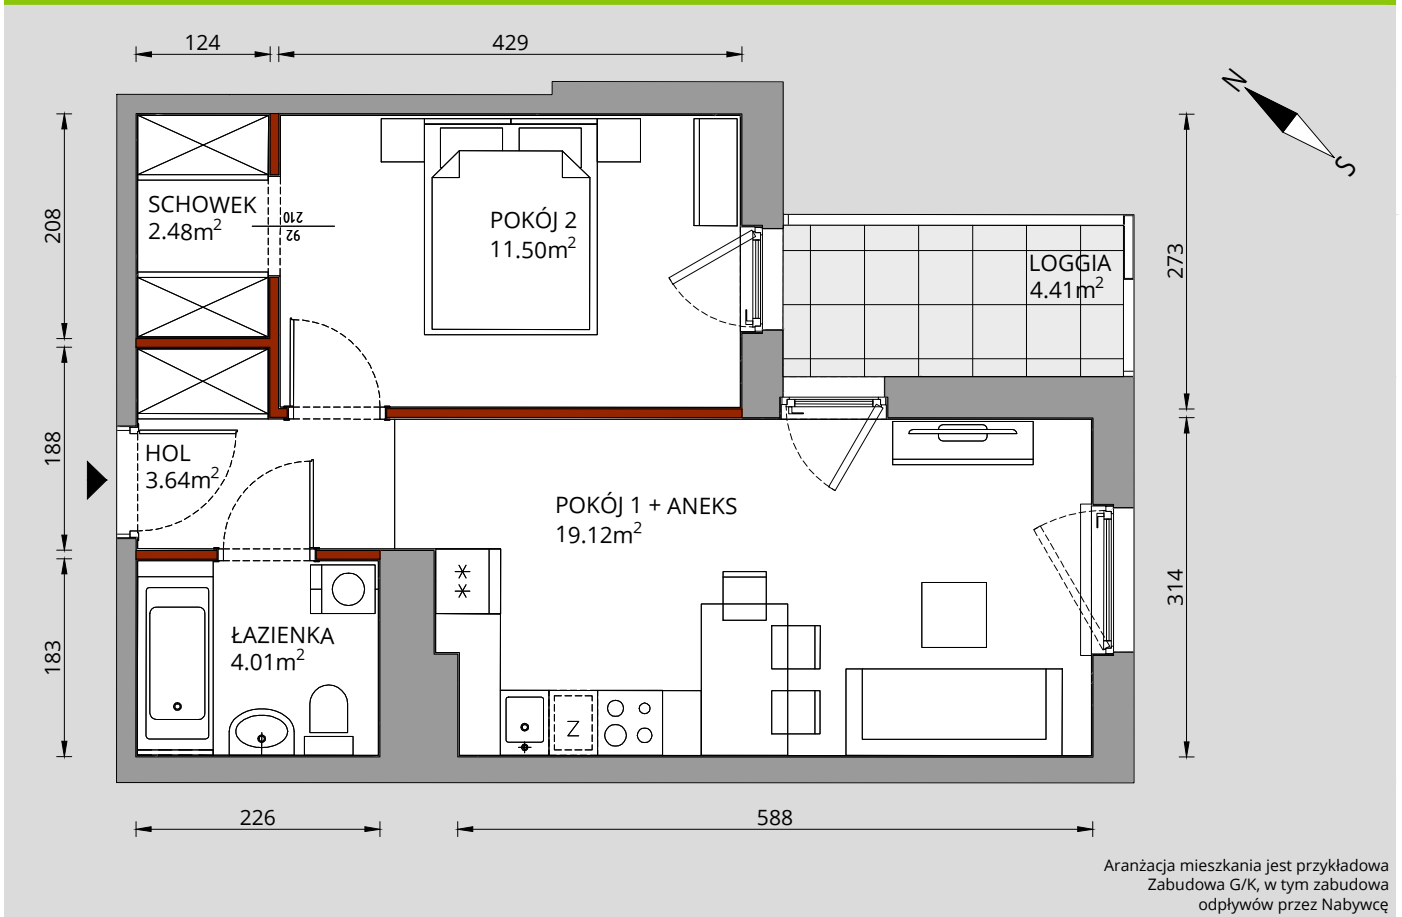 124
429
N
S
SCHOWEK
2.48m²
210
92
208
POKÓJ 2
11.50m²
LOGGIA
4.41m²
273
HOL
3.64m²
188
POKÓJ 1 + ANEKS
19.12m²
314
ŁAZIENKA
4.01m²
183
Z
226
588
Aranżacja mieszkania jest przykładowa
Zabudowa G/K, w tym zabudowa
odpływów przez Nabywcę